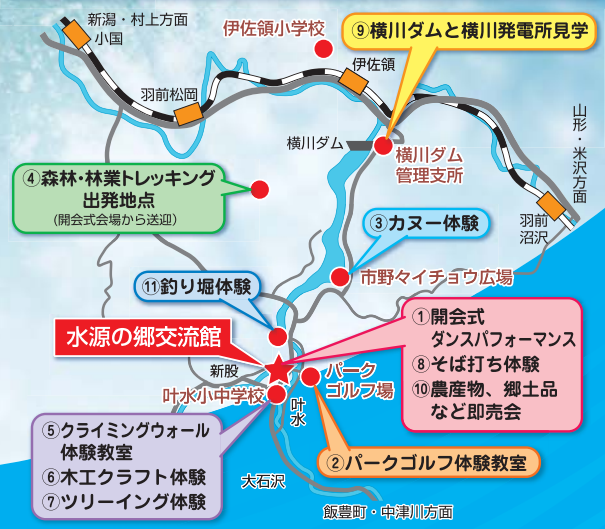 新潟・村上方面
小国
伊佐領小学校
⑨横川ダムと横川発電所見学
伊佐領
羽前松岡
横川ダム
横川ダム
管理支所
山形・米沢方面
④森林・林業トレッキング
出発地点
(開会式会場から送迎)
③カヌー体験
羽前
沼沢
市野々イチョウ広場
⑪釣り堀体験
①開会式
ダンスパフォーマンス
⑧そば打ち体験
⑩農産物、郷土品
など即売会
水源の郷交流館
新股
パーク
ゴルフ場
叶水小中学校
叶水
⑤クライミングウォール
体験教室
⑥木工クラフト体験
⑦ツリーイング体験
②パークゴルフ体験教室
大石沢
飯豊町・中津川方面